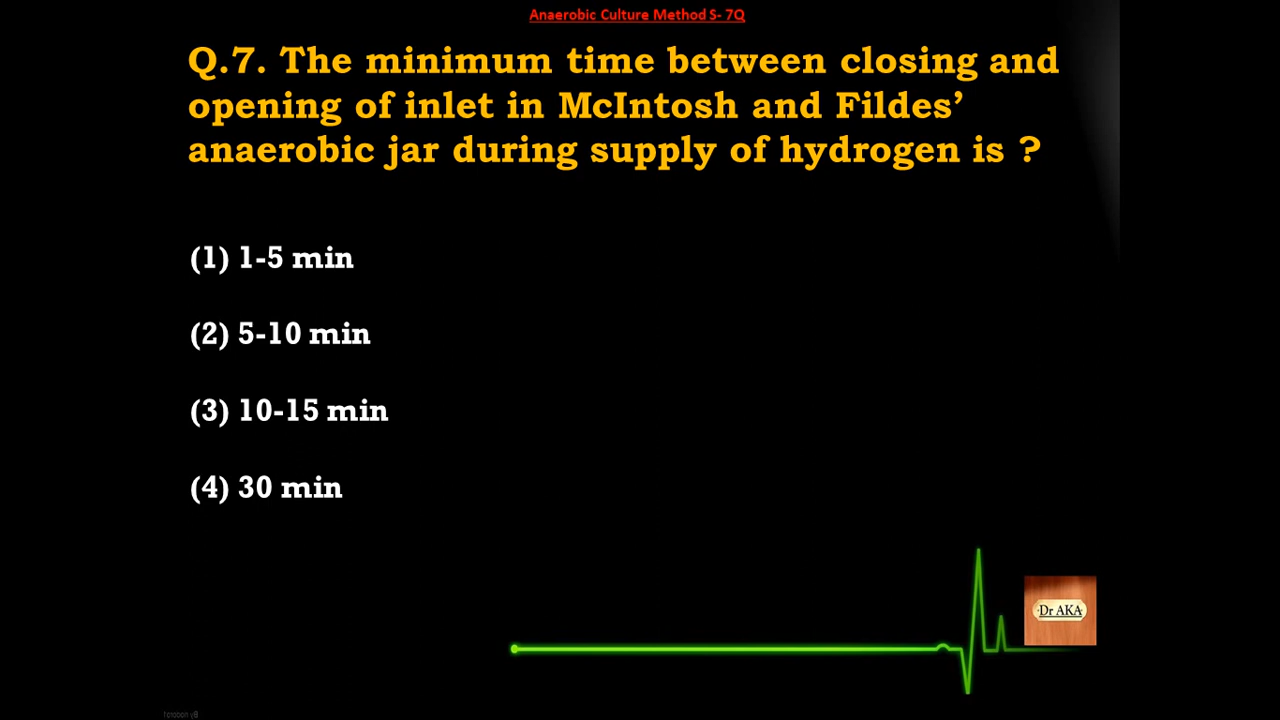 Anaerobic Culture Method S- 7Q
Q.7. The minimum time between closing and
opening of inlet in McIntosh and Fildes’
anaerobic jar during supply of hydrogen is ?
(1) 1-5 min
(2) 5-10 min
(3) 10-15 min
(4) 30 min
Dr AKA